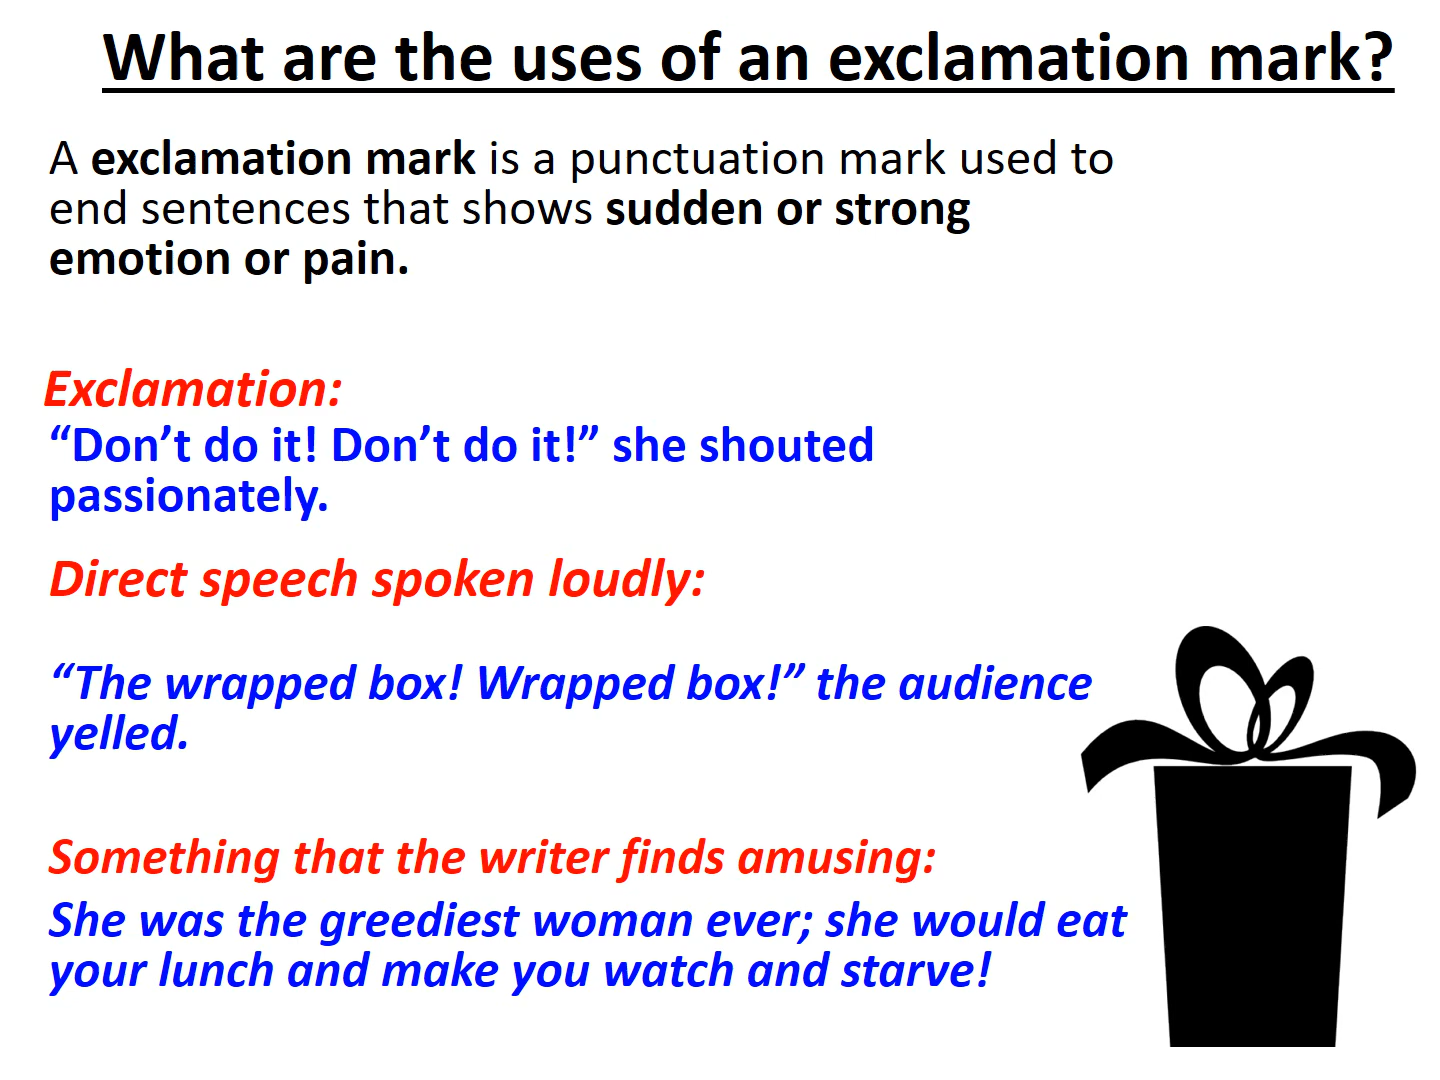 What are the uses of an exclamation mark?
A exclamation mark is a punctuation mark used to
end sentences that shows sudden or strong
emotion or pain.
Exclamation:
“Don’t do it! Don’t do it!” she shouted
passionately.
Direct speech spoken loudly:
“The wrapped box! Wrapped box!” the audience
yelled.
Something that the writer finds amusing:
She was the greediest woman ever; she would eat
your lunch and make you watch and starve!